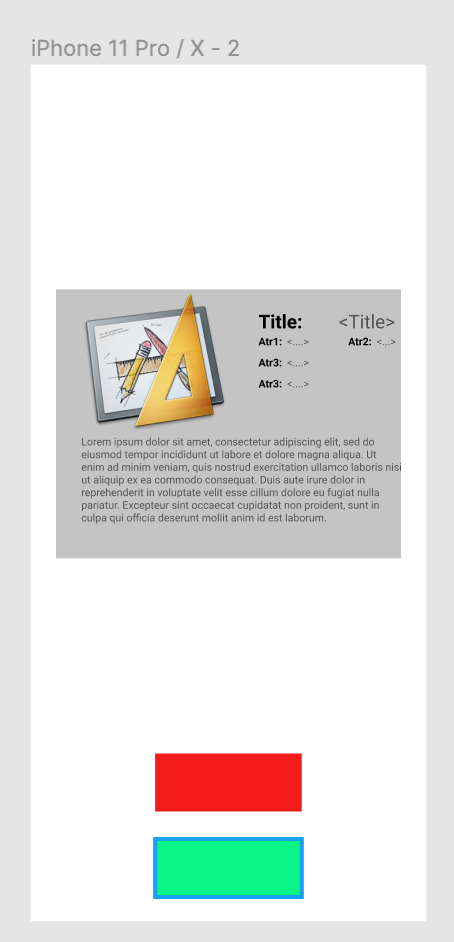 iPhone 11 Pro / X - 2
Title: <Title>
Atr1: <....> Atr2: <...>
Atr3: <....>
Atr3: <....>
Lorem ipsum dolor sit amet, consectetur adipiscing elit, sed do
eiusmod tempor incididunt ut labore et dolore magna aliqua. Ut
enim ad minim veniam, quis nostrud exercitation ullamco laboris nisi
ut aliquip ex ea commodo consequat. Duis aute irure dolor in
reprehenderit in voluptate velit esse cillum dolore eu fugiat nulla
pariatur. Excepteur sint occaecat cupidatat non proident, sunt in
culpa qui officia deserunt mollit anim id est laborum.